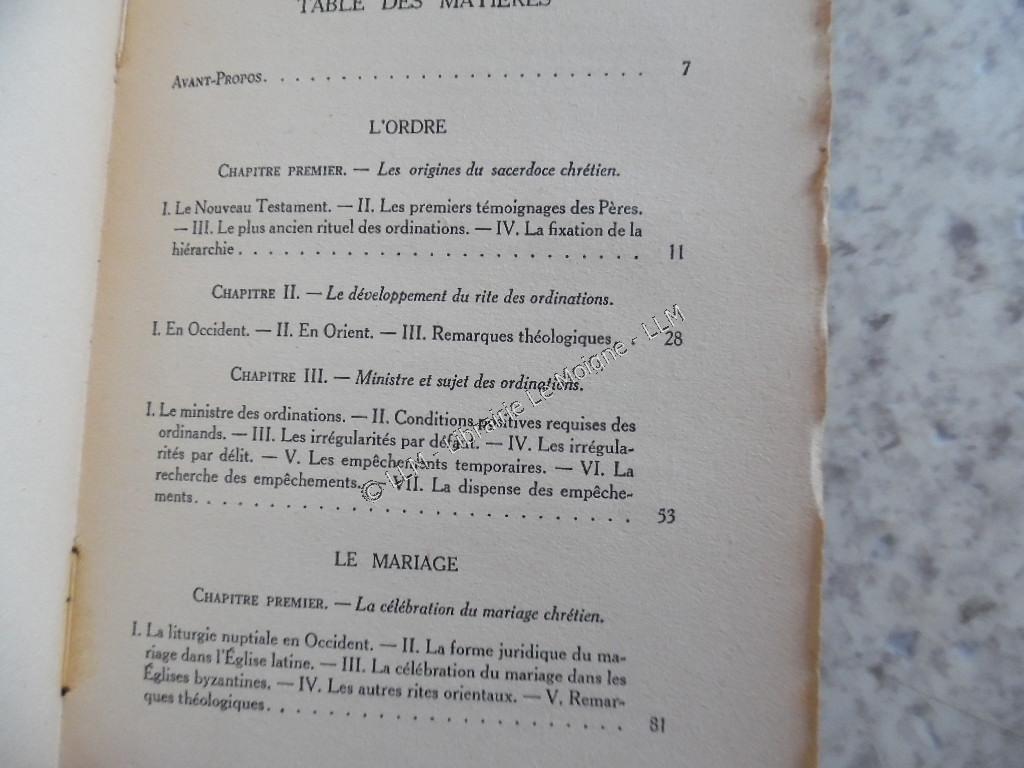 TABLE DES MATIÈRES
AVANT-PROPOS. . . . . . . . . . . . . . . . . . . . . . . . . 7
L'ORDRE
CHAPITRE PREMIER. — Les origines du sacerdoce chrétien.
I. Le Nouveau Testament. — II. Les premiers témoignages des Pères.
— III. Le plus ancien rituel des ordinations. — IV. La fixation de la
hiérarchie . . . . . . . . . . . . . . . . . . . . . . . . . . 11
CHAPITRE II. — Le développement du rite des ordinations.
I. En Occident. — II. En Orient. — III. Remarques théologiques . . 28
CHAPITRE III. — Ministre et sujet des ordinations.
I. Le ministre des ordinations. — II. Conditions positives requises des
ordinands. — III. Les irrégularités par défaut. — IV. Les irrégula-
rités par délit. — V. Les empêchements temporaires. — VI. La
recherche des empêchements. — VII. La dispense des empêche-
ments. . . . . . . . . . . . . . . . . . . . . . . . . . . . . 53
LE MARIAGE
CHAPITRE PREMIER. — La célébration du mariage chrétien.
I. La liturgie nuptiale en Occident. — II. La forme juridique du ma-
riage dans l'Église latine. — III. La célébration du mariage dans les
Églises byzantines. — IV. Les autres rites orientaux. — V. Remar-
ques théologiques. . . . . . . . . . . . . . . . . . . . . . . 81
© LLM - Librairie Le Moigne - LLM